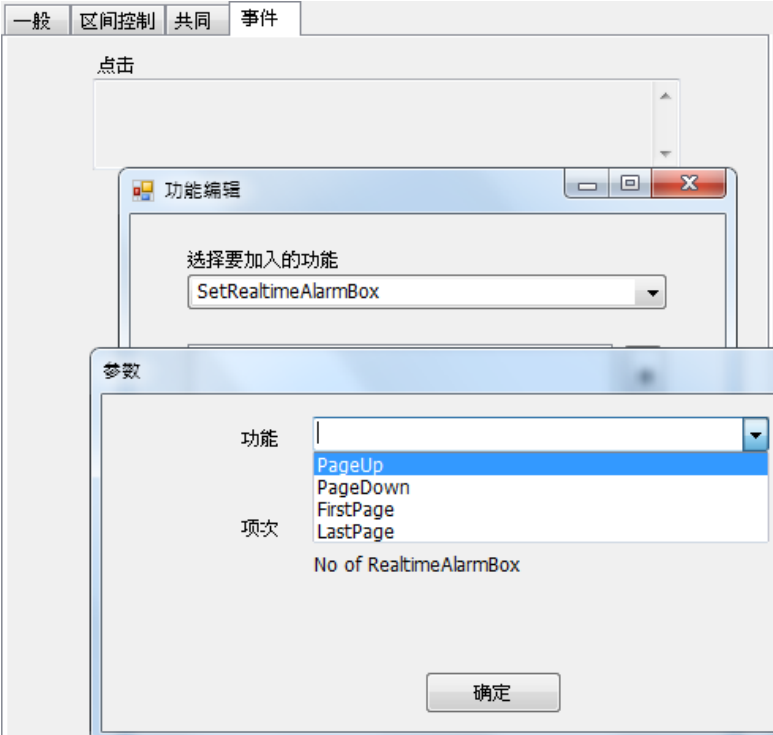 一般 区间控制 共同 事件
点击
功能编辑
选择要加入的功能
SetRealtimeAlarmBox
参数
功能
PageUp
PageDown
FirstPage
项次
LastPage
No of RealtimeAlarmBox
确定